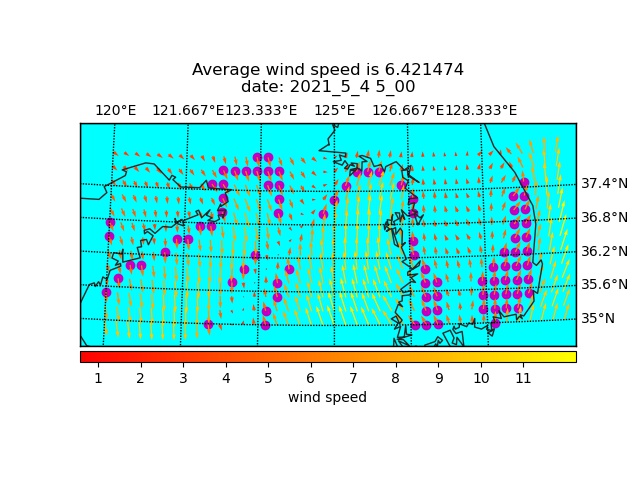 Average wind speed is 6.421474
date: 2021_5_4 5_00
120°E 121.667°E 123.333°E 125°E 126.667°E 128.333°E
37.4°N
36.8°N
36.2°N
35.6°N
35°N
1 2 3 4 5 6 7 8 9 10 11
wind speed